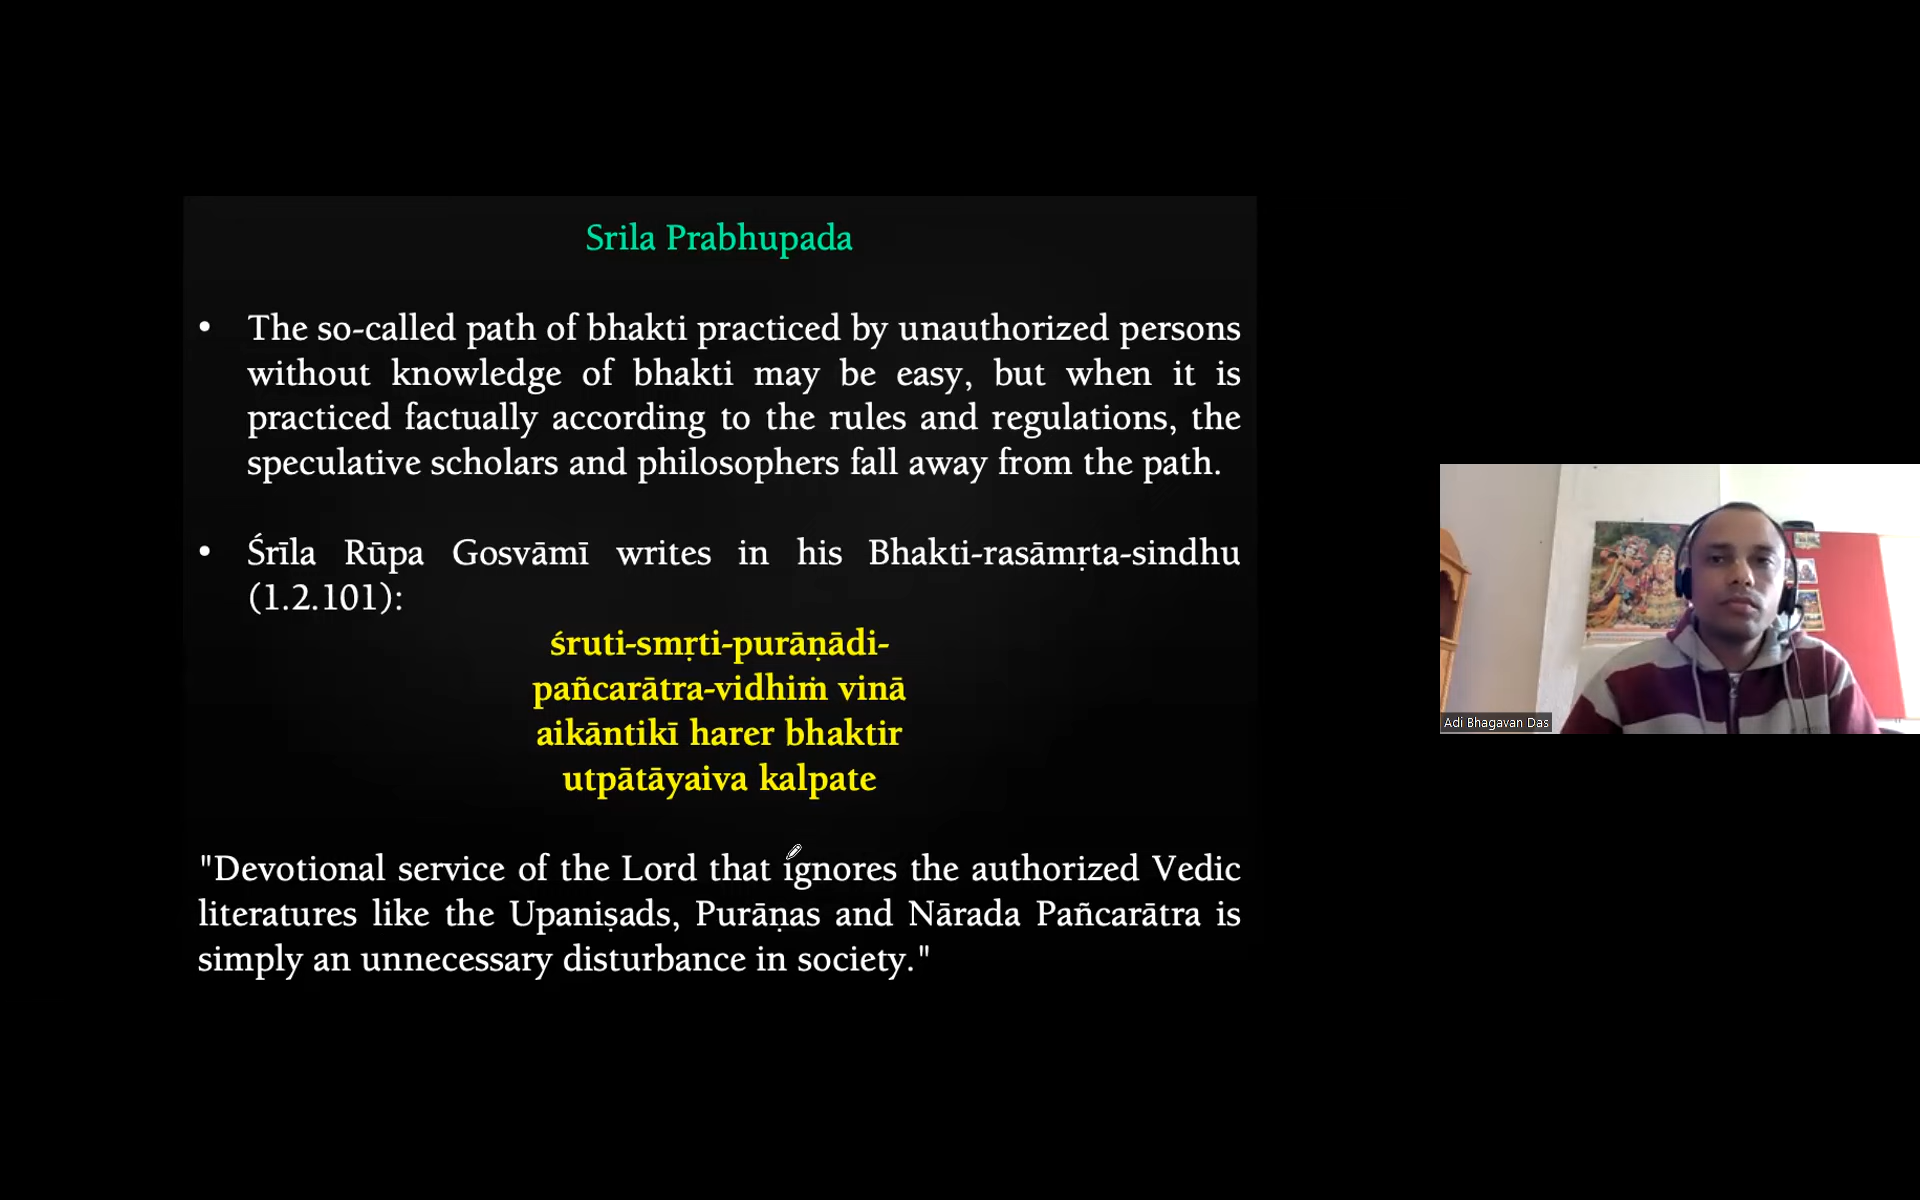 Srila Prabhupada
• The so-called path of bhakti practiced by unauthorized persons
without knowledge of bhakti may be easy, but when it is
practiced factually according to the rules and regulations, the
speculative scholars and philosophers fall away from the path.
• Śrīla Rūpa Gosvāmī writes in his Bhakti-rasāmṛta-sindhu
(1.2.101):
śruti-smṛti-purāṇādi-
pañcarātra-vidhiṁ vinā
aikāntikī harer bhaktir
utpātāyaiva kalpate
"Devotional service of the Lord that ignores the authorized Vedic
literatures like the Upaniṣads, Purāṇas and Nārada Pañcarātra is
simply an unnecessary disturbance in society."
Adi Bhagavan Das